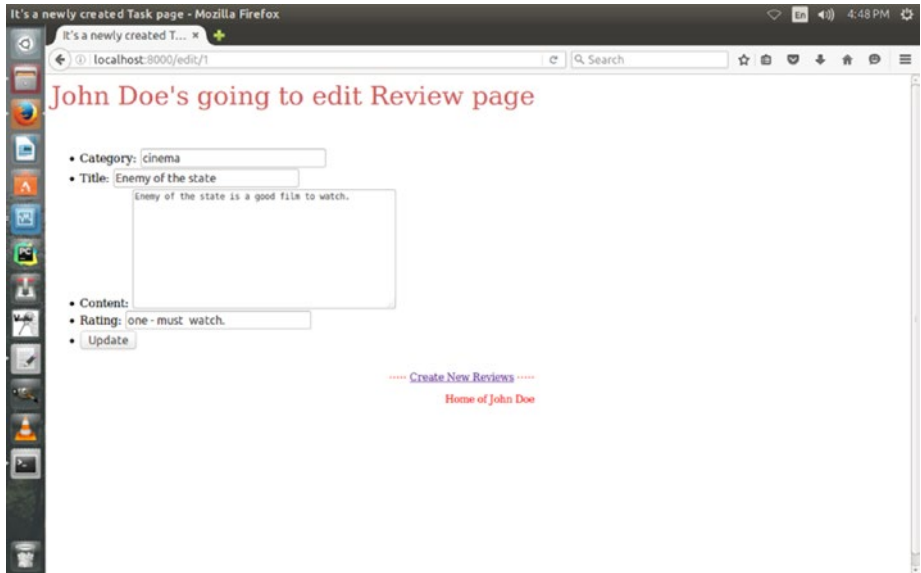 It's a newly created Task page - Mozilla Firefox
En
4:48 PM
It's a newly created T... ×
localhost:8000/edit/1
Search
John Doe's going to edit Review page
• Category: cinema
• Title: Enemy of the state
Enemy of the state is a good film to watch.
• Content:
• Rating: one - must watch.
• Update
----- Create New Reviews -----
Home of John Doe